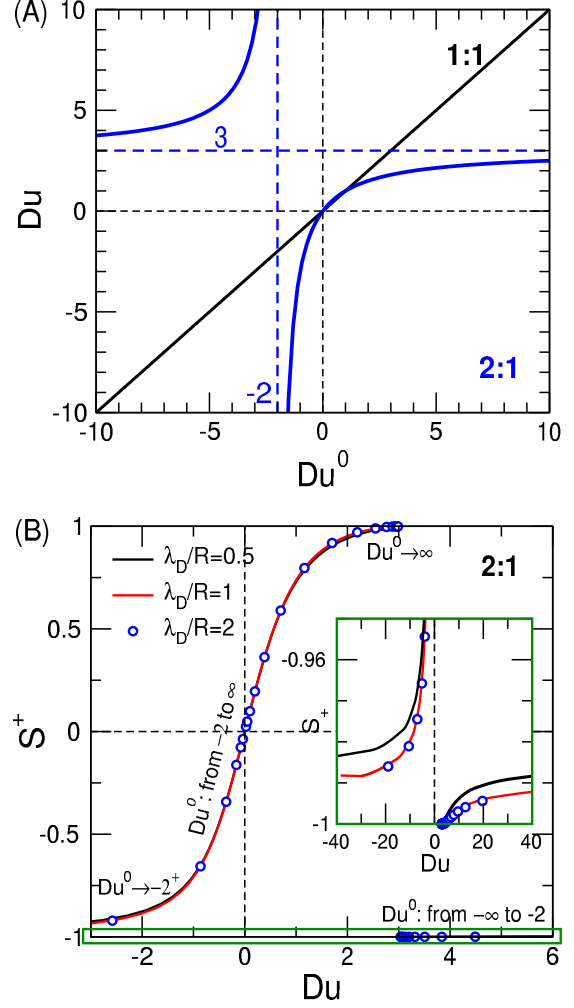 (A)
10
1:1
5
3
Du
0
-5
2:1
-2
-10
-10 -5 0 5 10
Du⁰
(B)
1
Du⁰→∞
2:1
λ_D/R=0.5
λ_D/R=1
λ_D/R=2
0.5
-0.96
S⁺
Du⁰: from −2 to ∞
S⁺
0
-0.5
-1
-40 -20 0 20 40
Du
Du⁰→−2⁺
Du⁰: from −∞ to -2
-1
-2 0 2 4 6
Du